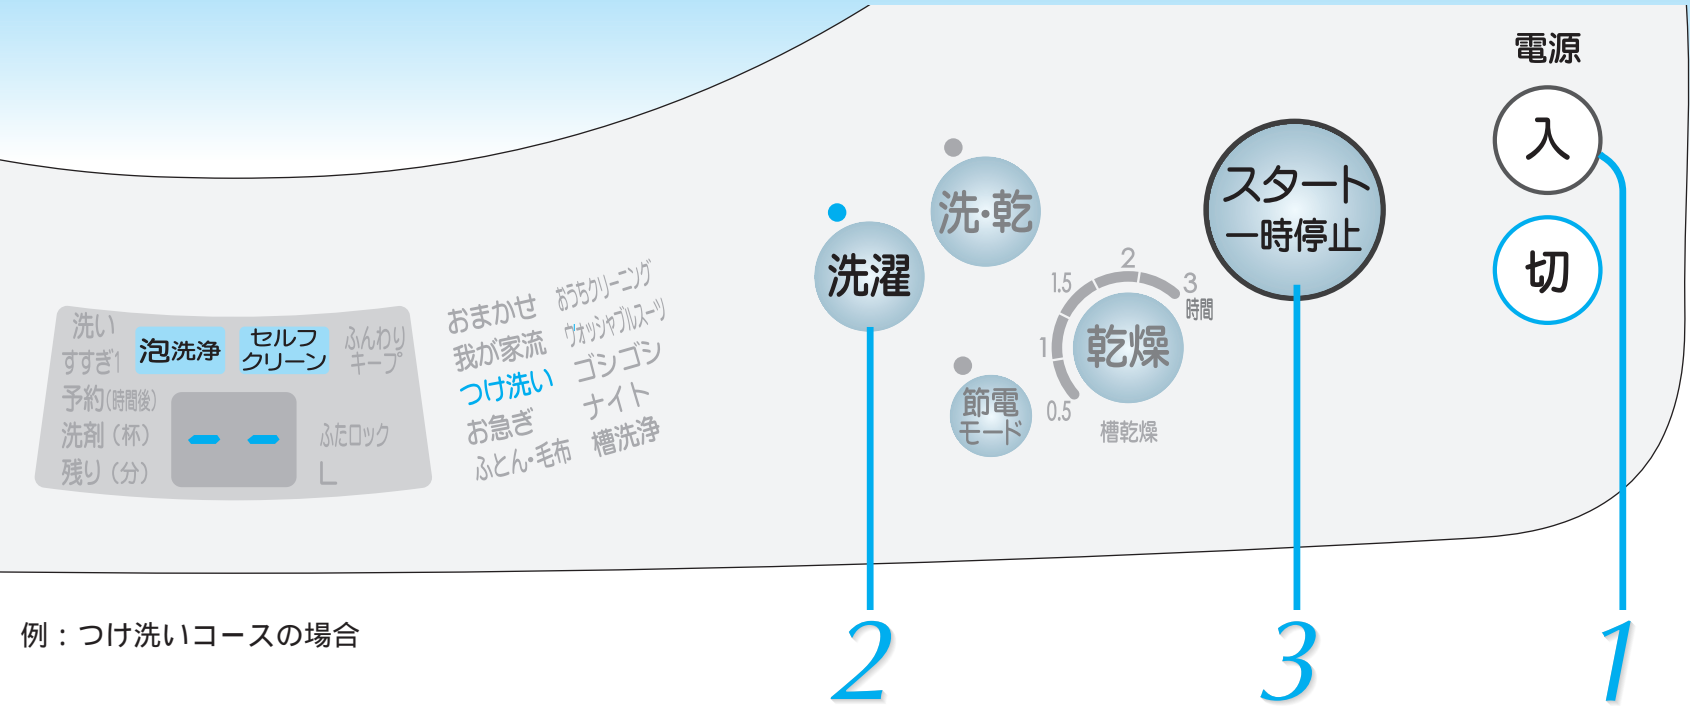 電源
入
切
スタート
一時停止
洗・乾
洗濯
2
3
1.5
時間
1
乾燥
0.5
槽乾燥
節電
モード
おまかせ
我が家流
つけ洗い
お急ぎ
ふとん・毛布
おうちクリーニング
ウォッシャブルスーツ
ゴシゴシ
ナイト
槽洗浄
洗い
すすぎ1
予約(時間後)
洗剤(杯)
残り(分)
泡洗浄
セルフ
クリーン
ふんわり
キープ
ふたロック
L
例:つけ洗いコースの場合
2
3
1